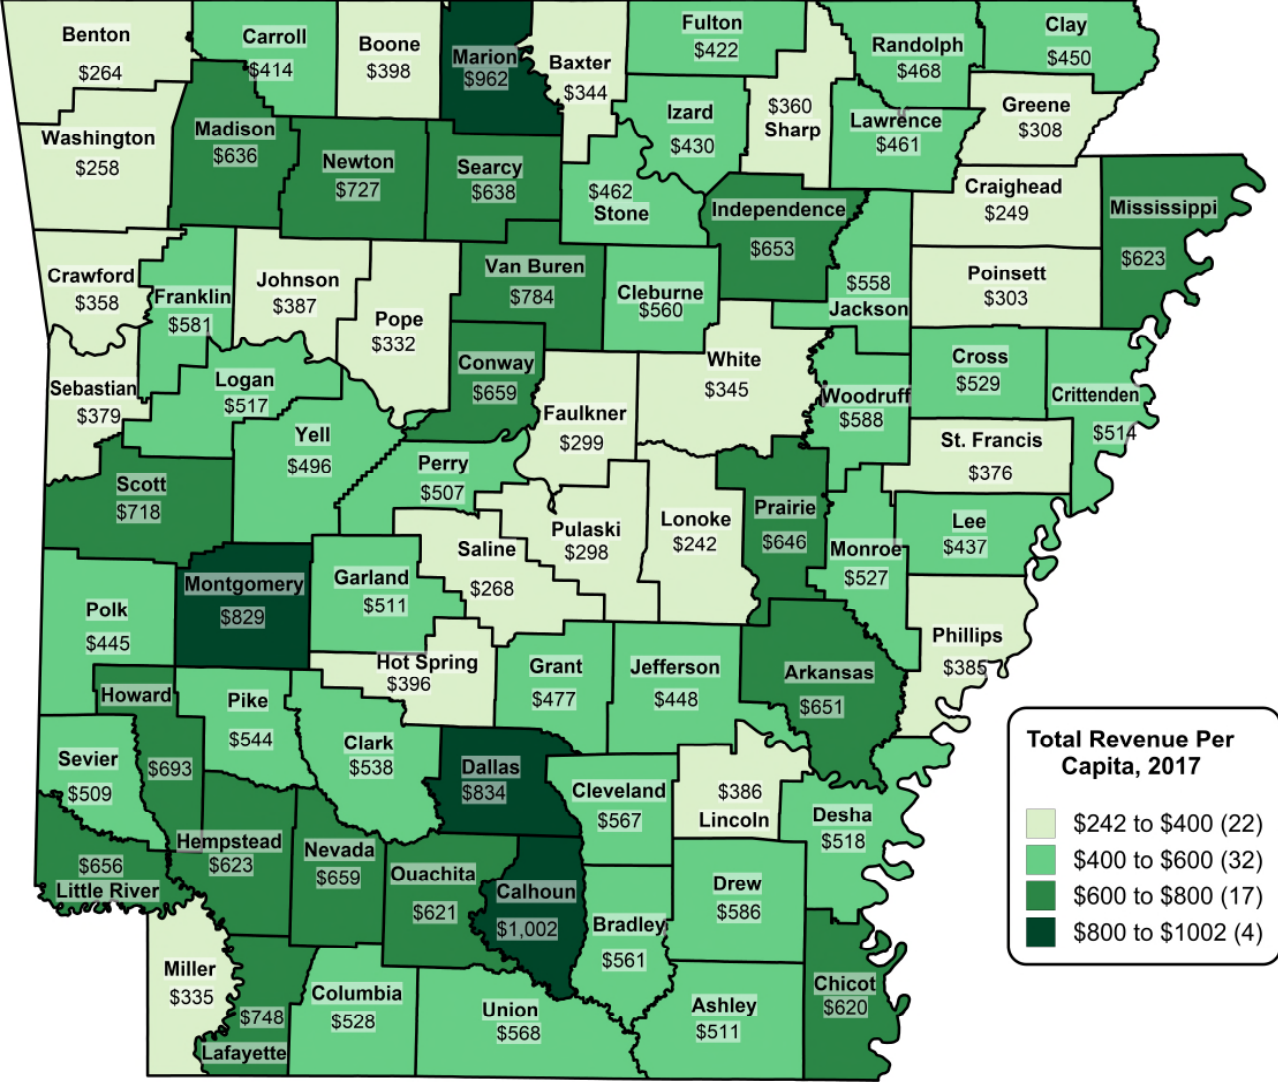 Benton
$264
Carroll
$414
Boone
$398
Marion
$962
Baxter
$344
Fulton
$422
Randolph
$468
Clay
$450
Washington
$258
Madison
$636
Newton
$727
Searcy
$638
Izard
$430
$360
Sharp
Lawrence
$461
Greene
$308
$462
Stone
Independence
$653
Craighead
$249
Mississippi
$623
Crawford
$358
Franklin
$581
Johnson
$387
Pope
$332
Van Buren
$784
Cleburne
$560
$558
Jackson
Poinsett
$303
Sebastian
$379
Logan
$517
Conway
$659
Faulkner
$299
White
$345
Woodruff
$588
Cross
$529
Crittenden
$514
Scott
$718
Yell
$496
Perry
$507
St. Francis
$376
Pulaski
$298
Lonoke
$242
Prairie
$646
Monroe
$527
Lee
$437
Polk
$445
Montgomery
$829
Garland
$511
Saline
$268
Phillips
$385
Hot Spring
$396
Grant
$477
Jefferson
$448
Arkansas
$651
Howard
$693
Pike
$544
Clark
$538
Sevier
$509
Dallas
$834
Cleveland
$567
$386
Lincoln
Desha
$518
$656
Little River
Hempstead
$623
Nevada
$659
Ouachita
$621
Calhoun
$1,002
Bradley
$561
Drew
$586
Miller
$335
$748
Lafayette
Columbia
$528
Union
$568
Ashley
$511
Chicot
$620
Total Revenue Per
Capita, 2017
$242 to $400 (22)
$400 to $600 (32)
$600 to $800 (17)
$800 to $1002 (4)